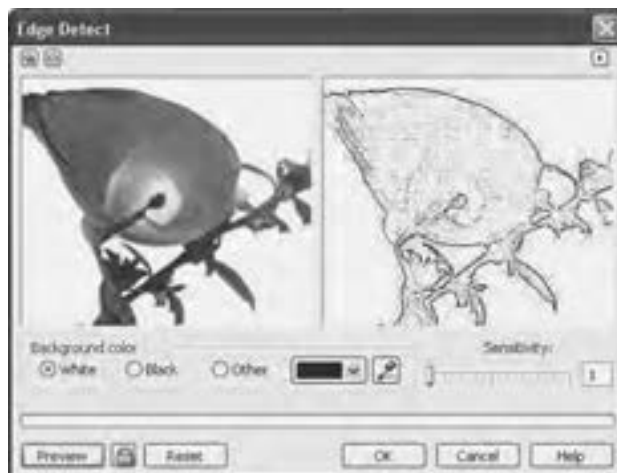 Edge Detect
Background color
White Black Other
Sensitivity:
1
Preview Reset OK Cancel Help